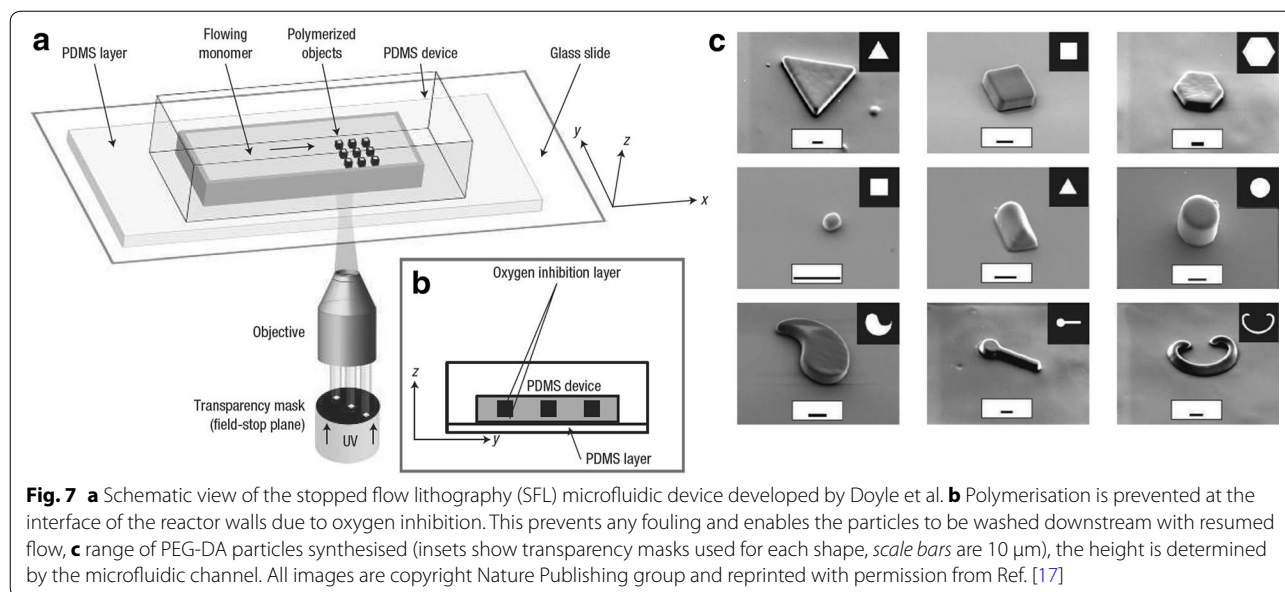 a
PDMS layer
Flowing
monomer
Polymerized
objects
PDMS device
Glass slide
y
z
x
Objective
Transparency mask
(field-stop plane)
UV
b
Oxygen inhibition layer
z
PDMS device
y
PDMS layer
c
Fig. 7 a Schematic view of the stopped flow lithography (SFL) microfluidic device developed by Doyle et al. b Polymerisation is prevented at the
interface of the reactor walls due to oxygen inhibition. This prevents any fouling and enables the particles to be washed downstream with resumed
flow, c range of PEG-DA particles synthesised (insets show transparency masks used for each shape, scale bars are 10 μm), the height is determined
by the microfluidic channel. All images are copyright Nature Publishing group and reprinted with permission from Ref. [17]